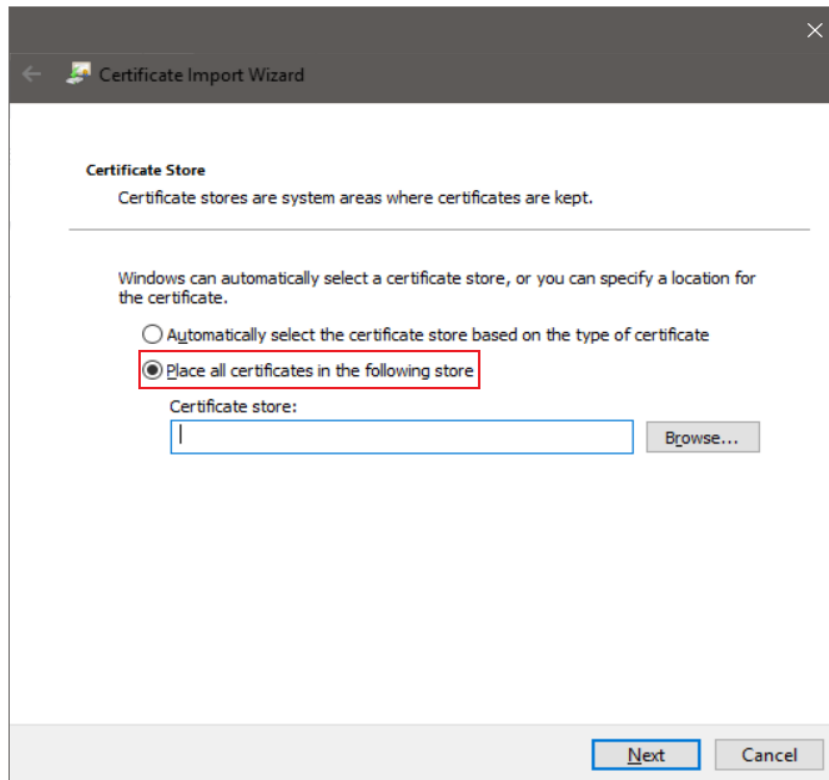 Certificate Import Wizard
Certificate Store
Certificate stores are system areas where certificates are kept.
Windows can automatically select a certificate store, or you can specify a location for
the certificate.
Automatically select the certificate store based on the type of certificate
Place all certificates in the following store
Certificate store:
Browse...
Next
Cancel